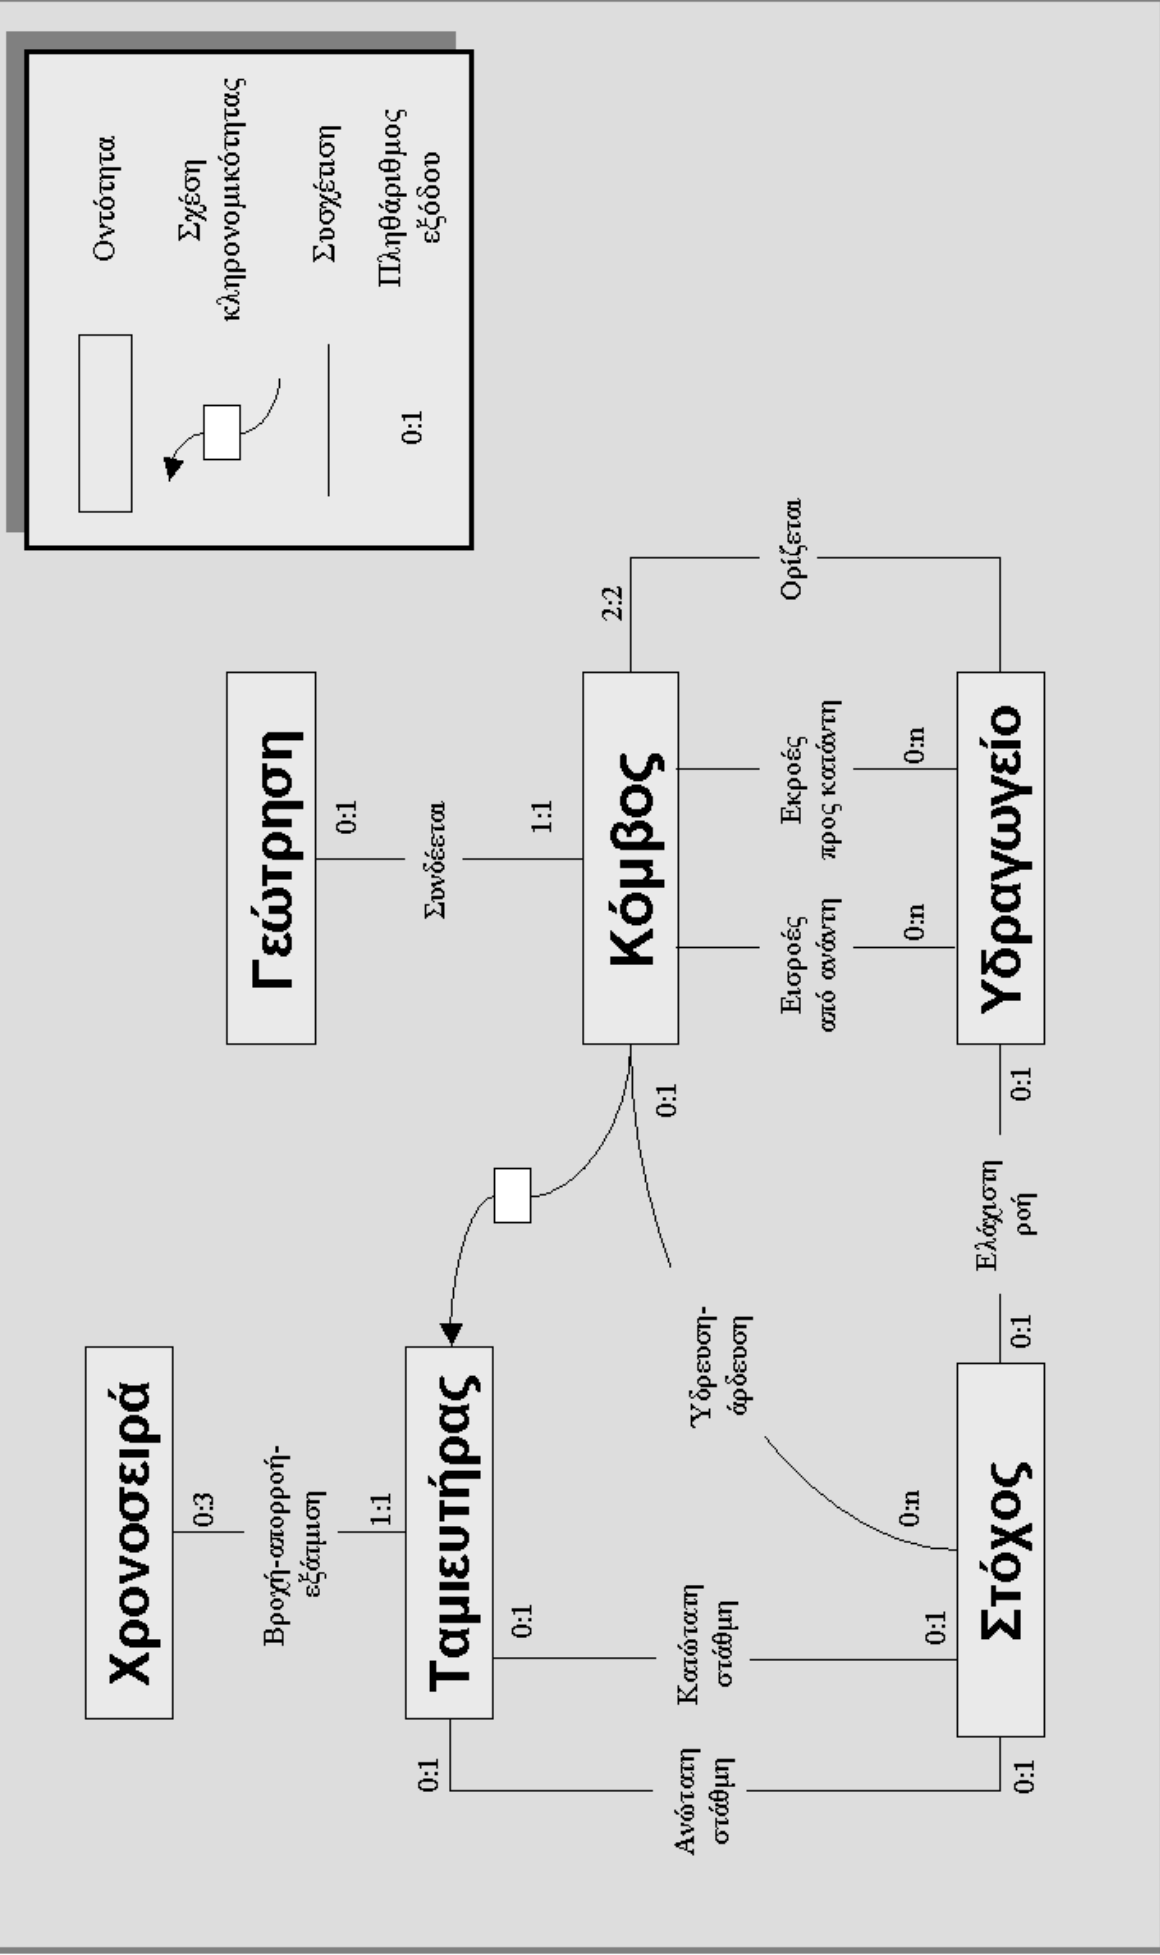 Χρονοσειρά
0:3
Βροχή-απορροή-
εξάτμιση
1:1
Ταμιευτήρας
0:1
0:1
Ανώτατη
στάθμη
Κατώτατη
στάθμη
0:1
0:1
Στόχος
0:n
Ύδρευση-
άρδευση
0:1
0:1
Ελάχιστη
ροή
0:1
Γεώτρηση
0:1
Συνδέεται
1:1
Κόμβος
2:2
Εισροές
από ανάντη
Εκροές
προς κατάντη
Ορίζεται
0:n
0:n
Υδραγωγείο
Οντότητα
Σχέση
κληρονομικότητας
Συσχέτιση
0:1
Πληθάριθμος
εξόδου